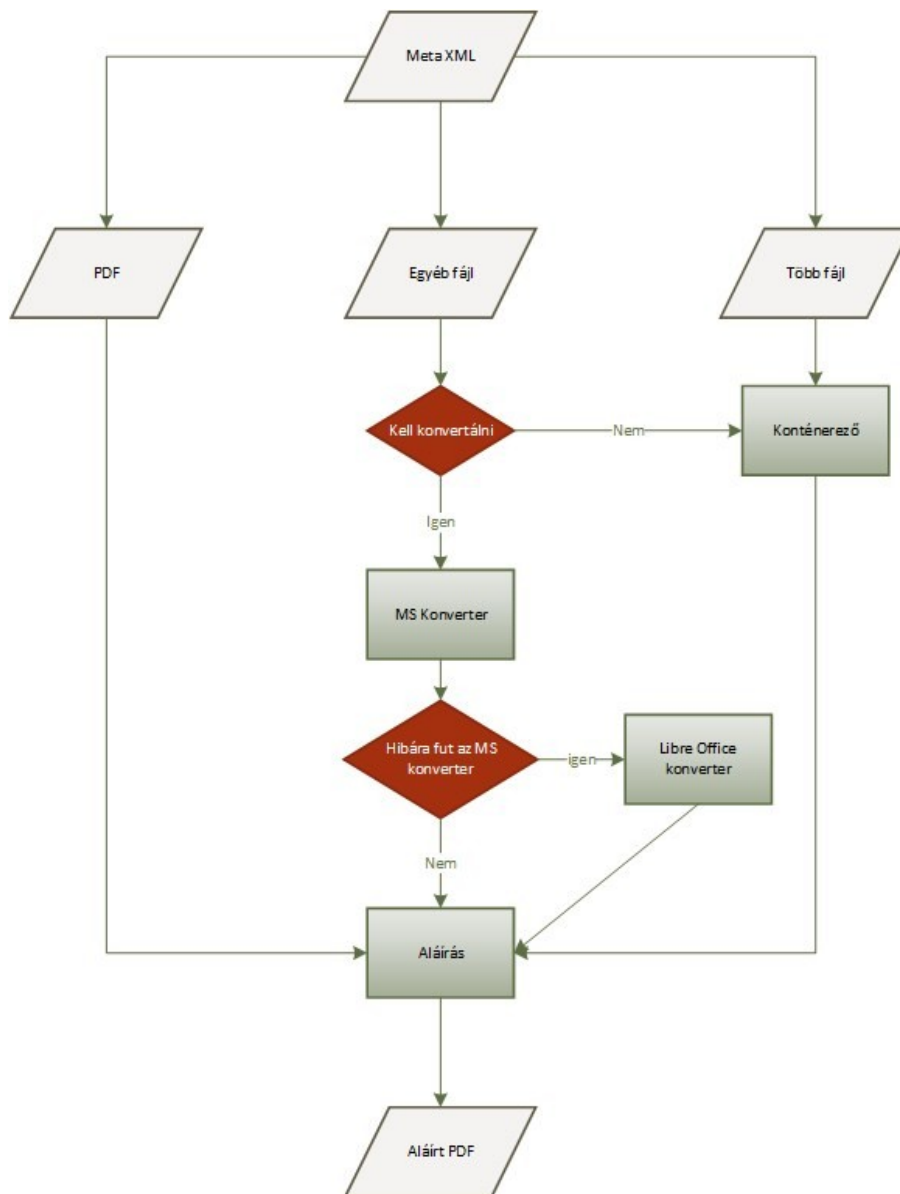 Meta XML
PDF
Egyéb fájl
Több fájl
Kell konvertálni
Nem
Konténerező
Igen
MS Konverter
Hibára fut az MS
konverter
igen
Libre Office
konverter
Nem
Aláírás
Aláírt PDF